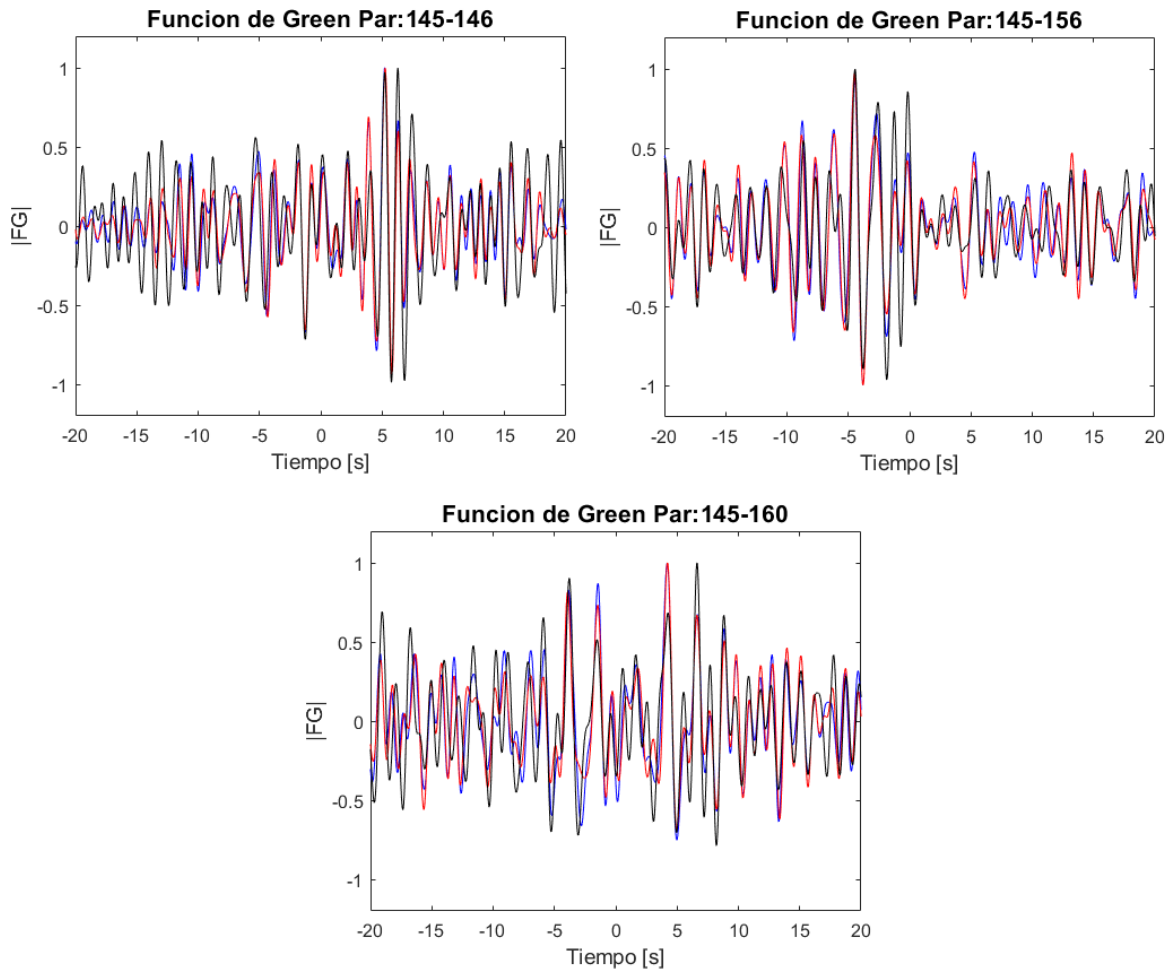 Funcion de Green Par:145-146
|FG|
1
0.5
0
-0.5
-1
-20 -15 -10 -5 0 5 10 15 20
Tiempo [s]
Funcion de Green Par:145-156
|FG|
1
0.5
0
-0.5
-1
-20 -15 -10 -5 0 5 10 15 20
Tiempo [s]
Funcion de Green Par:145-160
|FG|
1
0.5
0
-0.5
-1
-20 -15 -10 -5 0 5 10 15 20
Tiempo [s]